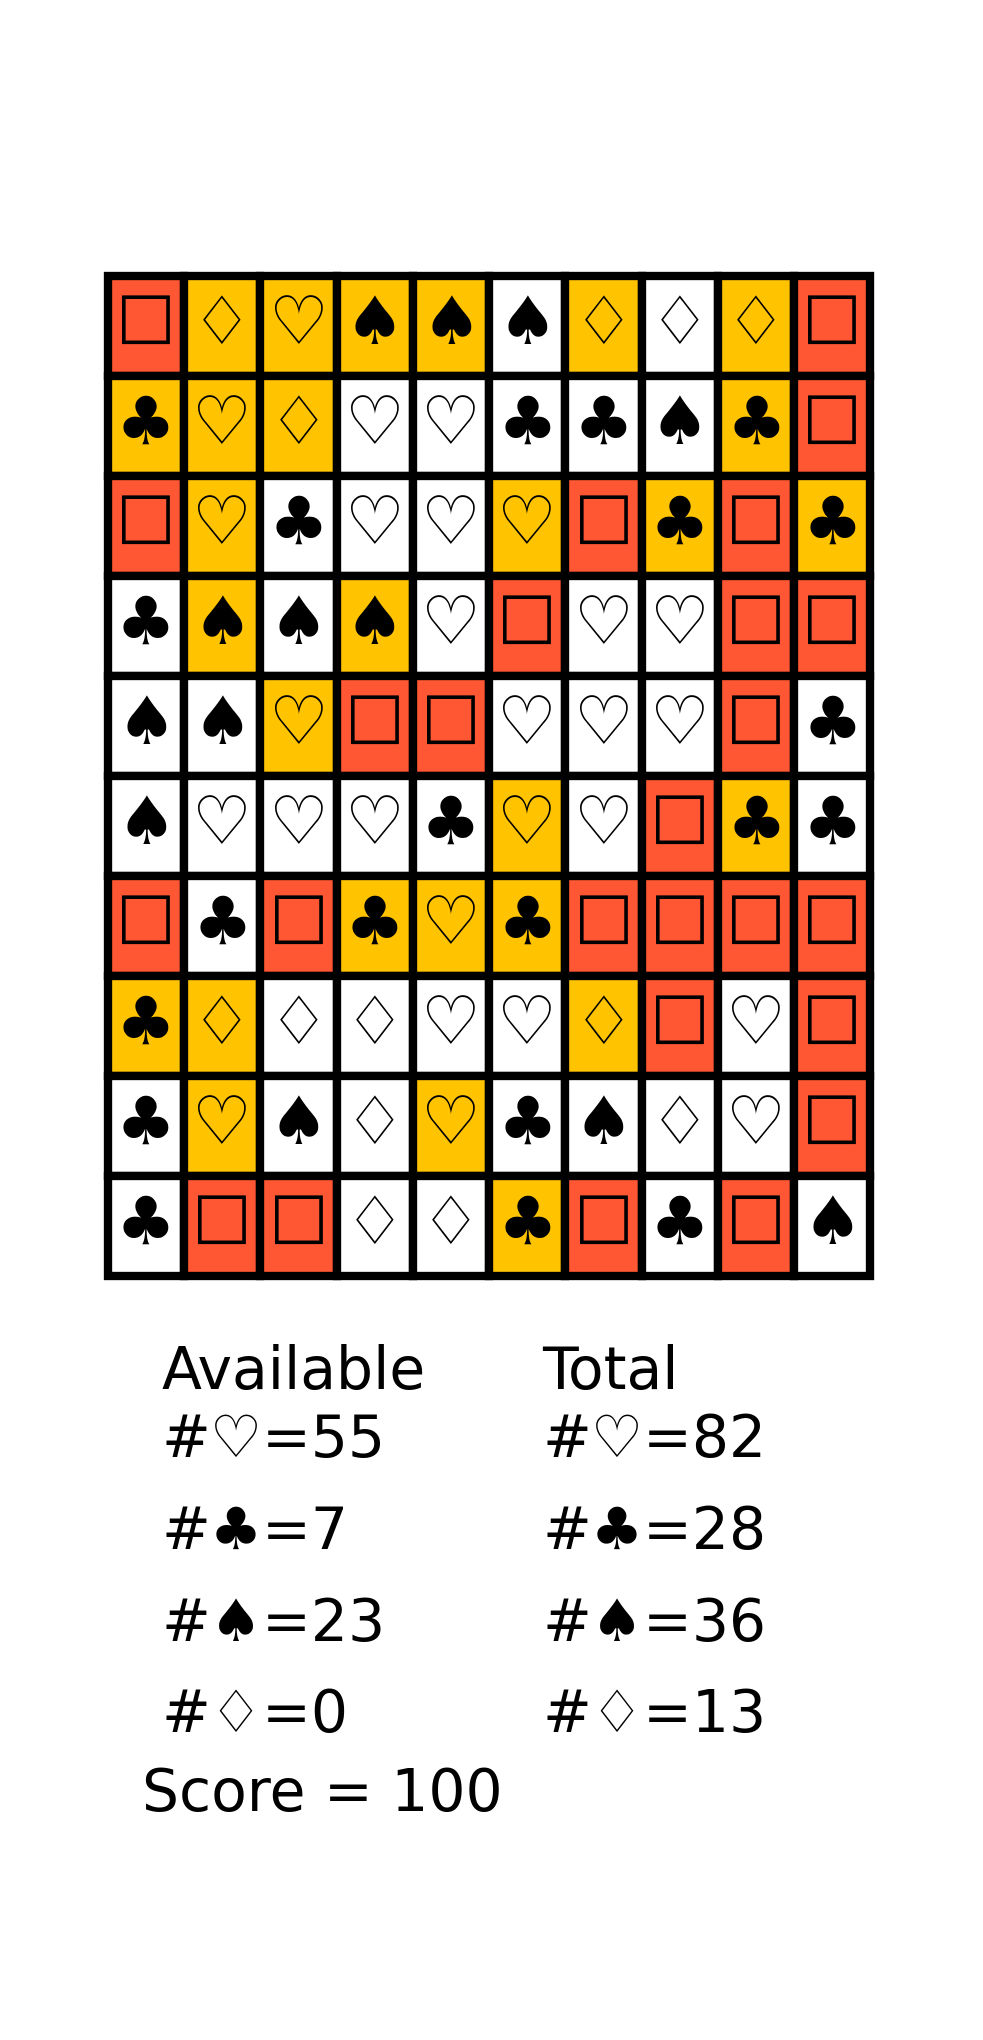 □ ♢ ♡ ♠ ♠ ♠ ♢ ♢ ♢ □
♣ ♡ ♢ ♡ ♡ ♣ ♣ ♠ ♣ □
□ ♡ ♣ ♡ ♡ ♡ □ ♣ □ ♣
♣ ♠ ♠ ♠ ♡ □ ♡ ♡ □ □
♠ ♠ ♡ □ □ ♡ ♡ ♡ □ ♣
♠ ♡ ♡ ♡ ♣ ♡ ♡ □ ♣ ♣
□ ♣ □ ♣ ♡ ♣ □ □ □ □
♣ ♢ ♢ ♢ ♡ ♡ ♢ □ ♡ □
♣ ♡ ♠ ♢ ♡ ♣ ♠ ♢ ♡ □
♣ □ □ ♢ ♢ ♣ □ ♣ □ ♠
Available Total
#♡=55 #♡=82
#♣=7 #♣=28
#♠=23 #♠=36
#♢=0 #♢=13
Score = 100